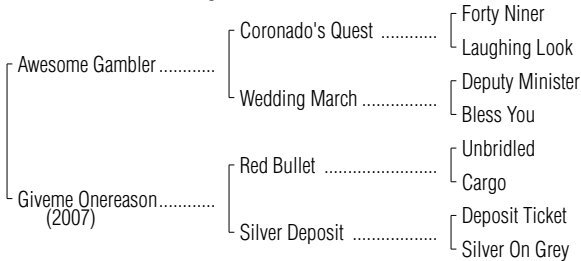 Forty Niner
Coronado's Quest ............
Laughing Look
Awesome Gambler ............
Deputy Minister
Wedding March ................
Bless You
Unbridled
Red Bullet ........................
Cargo
Giveme Onereason ............
(2007)
Deposit Ticket
Silver Deposit ...................
Silver On Grey